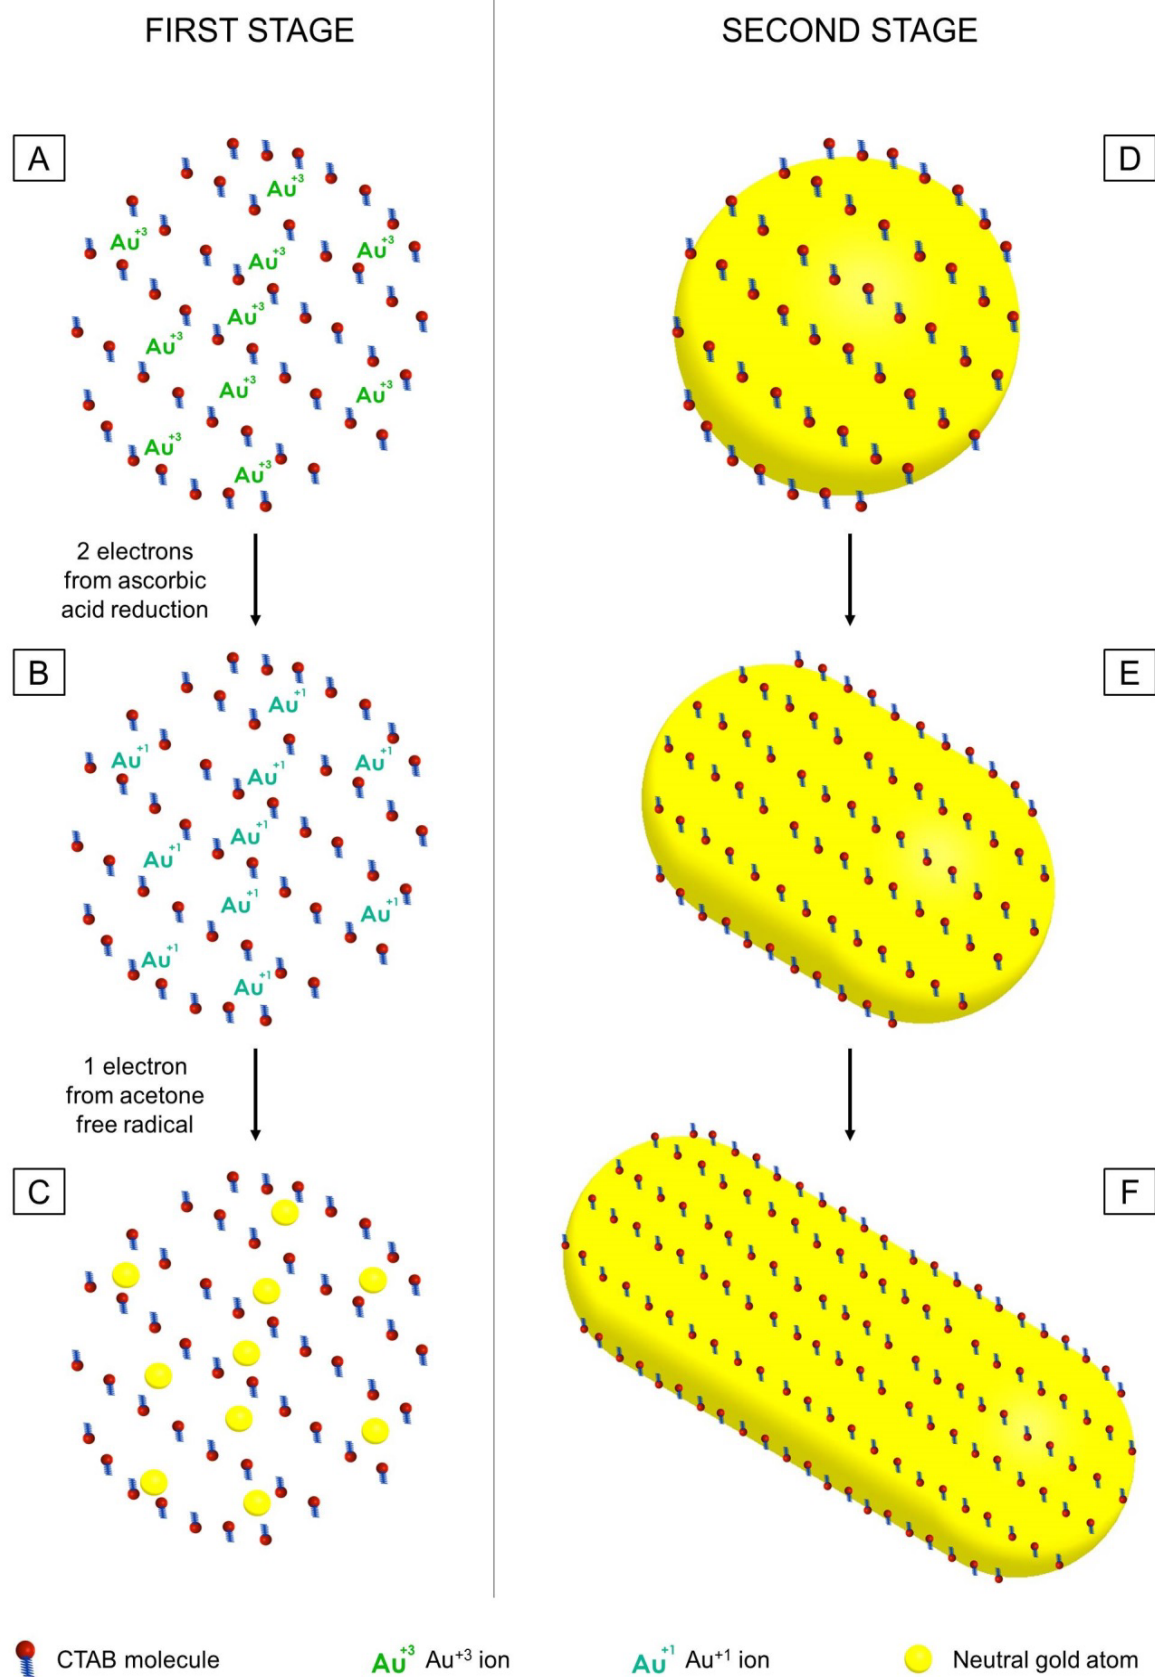 FIRST STAGE
SECOND STAGE
A
D
Au+3
Au+3
Au+3
Au+3
Au+3
Au+3
Au+3
Au+3
Au+3
Au+3
2 electrons
from ascorbic
acid reduction
B
E
Au+1
Au+1
Au+1
Au+1
Au+1
Au+1
Au+1
Au+1
Au+1
Au+1
1 electron
from acetone
free radical
C
F
CTAB molecule
Au+3 Au+3 ion
Au+1 Au+1 ion
Neutral gold atom